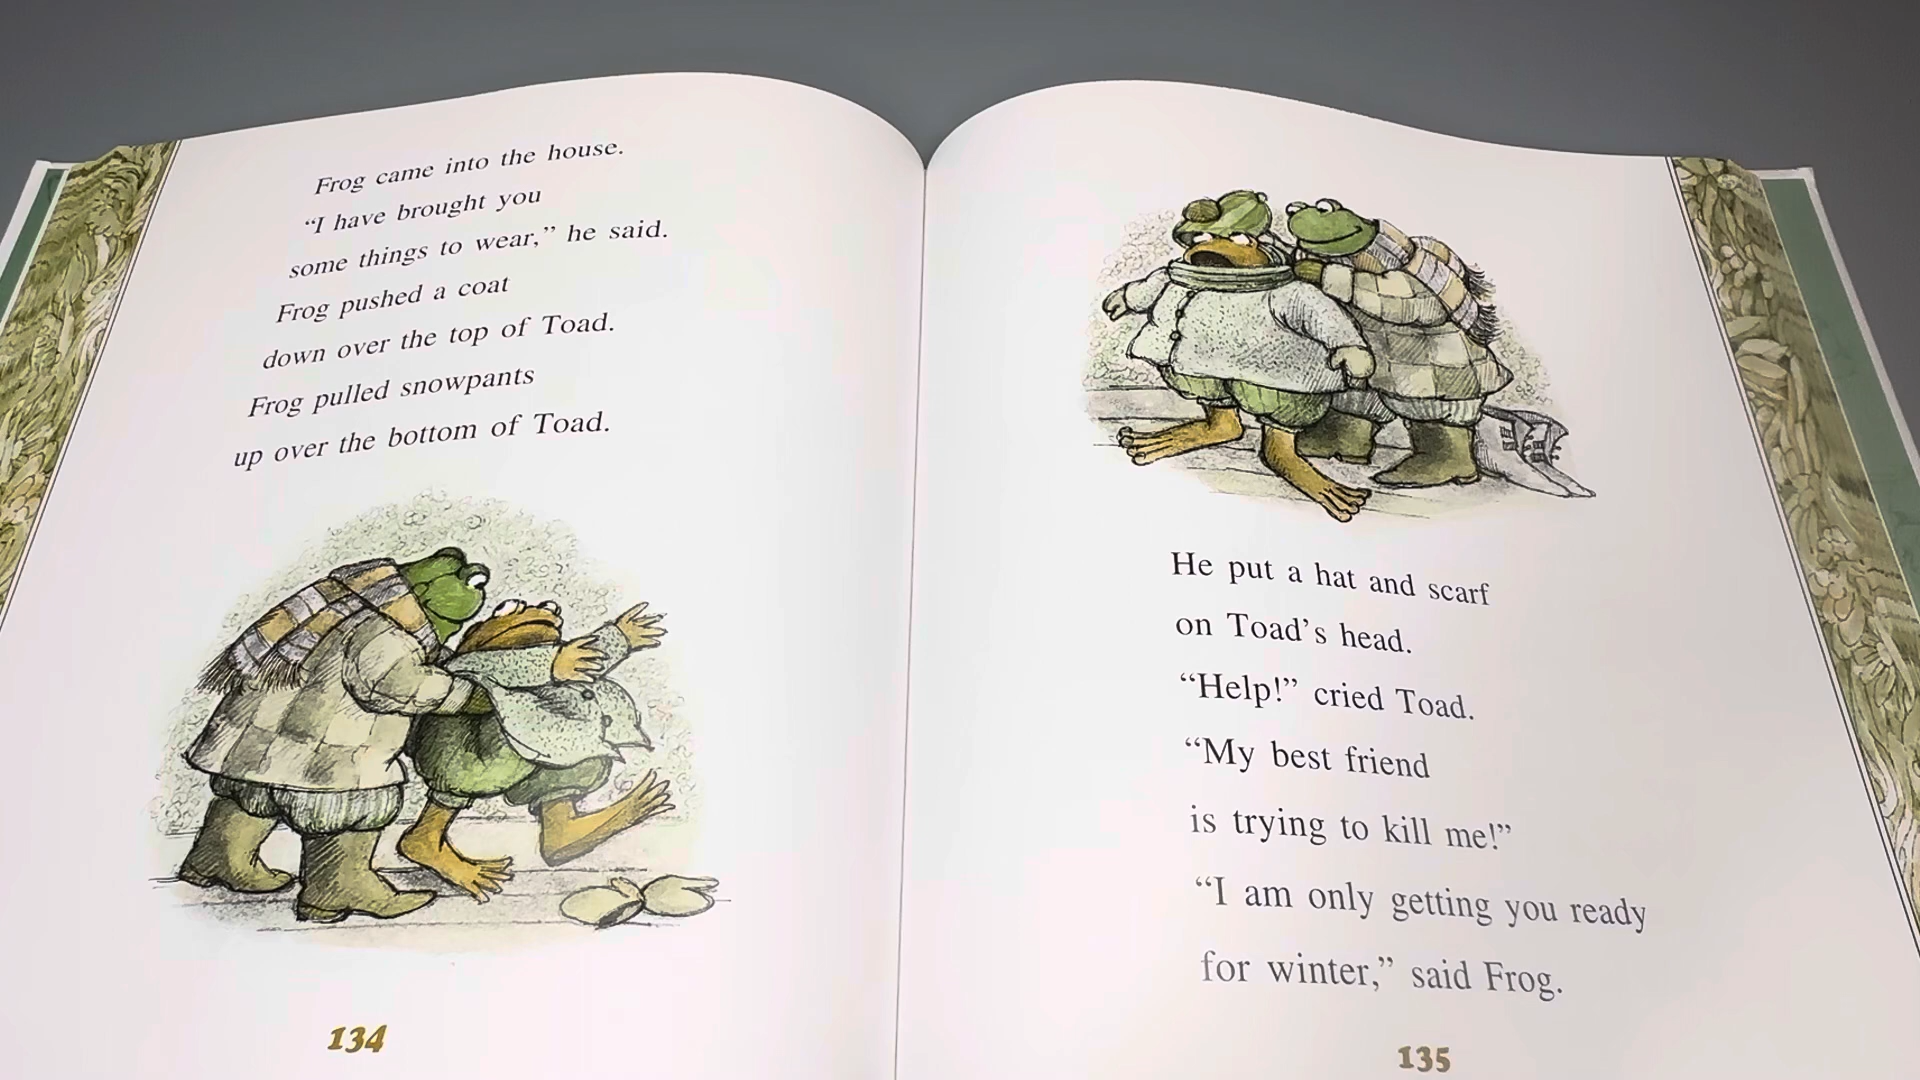 Frog came into the house.
“I have brought you
some things to wear,” he said.
Frog pushed a coat
down over the top of Toad.
Frog pulled snowpants
up over the bottom of Toad.
134
He put a hat and scarf
on Toad’s head.
“Help!” cried Toad.
“My best friend
is trying to kill me!”
“I am only getting you ready
for winter,” said Frog.
135